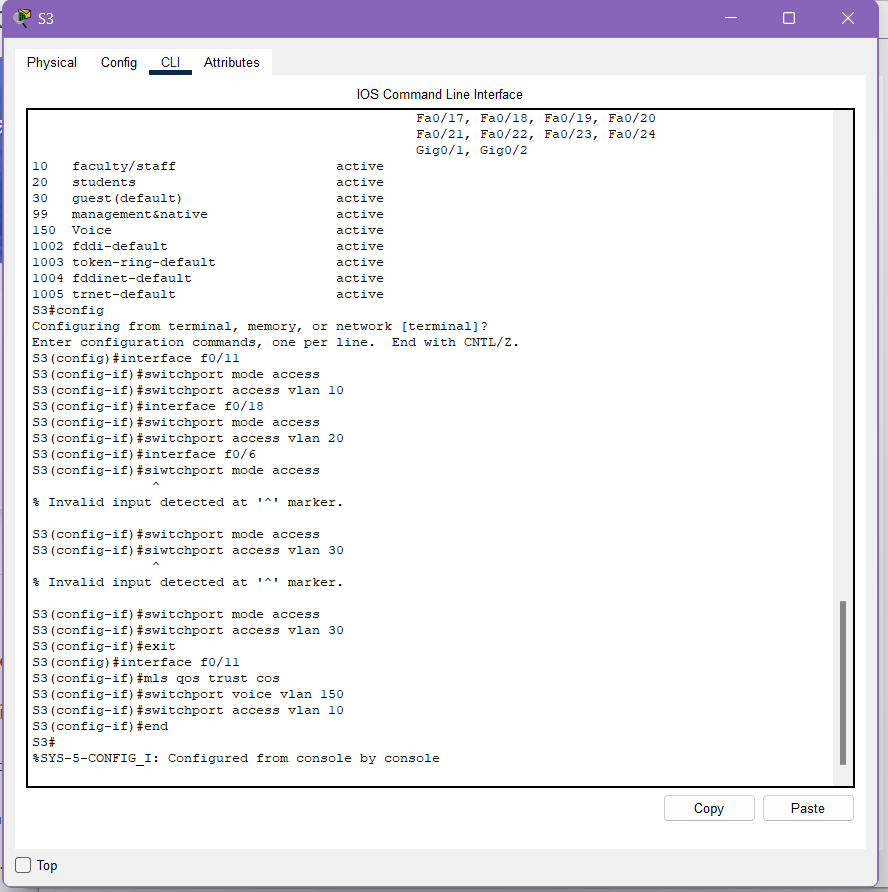 S3
Physical Config CLI Attributes
IOS Command Line Interface
Fa0/17, Fa0/18, Fa0/19, Fa0/20
Fa0/21, Fa0/22, Fa0/23, Fa0/24
Gig0/1, Gig0/2
10 faculty/staff active
20 students active
30 guest(default) active
99 management&native active
150 Voice active
1002 fddi-default active
1003 token-ring-default active
1004 fddinet-default active
1005 trnet-default active
S3#config
Configuring from terminal, memory, or network [terminal]?
Enter configuration commands, one per line. End with CNTL/Z.
S3(config)#interface f0/11
S3(config-if)#switchport mode access
S3(config-if)#switchport access vlan 10
S3(config-if)#interface f0/18
S3(config-if)#switchport mode access
S3(config-if)#switchport access vlan 20
S3(config-if)#interface f0/6
S3(config-if)#siwtchport mode access
^
% Invalid input detected at '^' marker.
S3(config-if)#switchport mode access
S3(config-if)#siwtchport access vlan 30
^
% Invalid input detected at '^' marker.
S3(config-if)#switchport mode access
S3(config-if)#switchport access vlan 30
S3(config-if)#exit
S3(config)#interface f0/11
S3(config-if)#mls qos trust cos
S3(config-if)#switchport voice vlan 150
S3(config-if)#switchport access vlan 10
S3(config-if)#end
S3#
%SYS-5-CONFIG_I: Configured from console by console
Copy Paste
Top